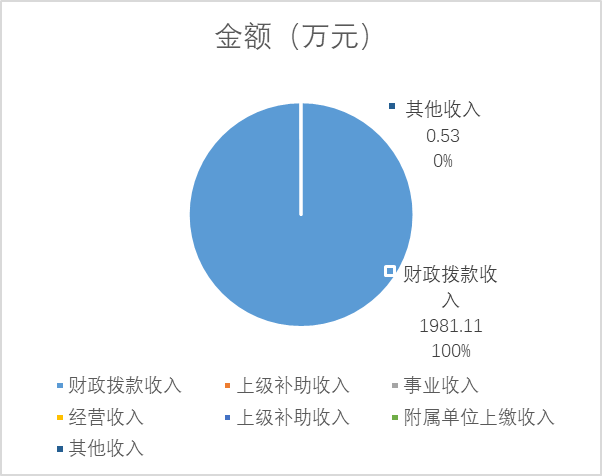 金额（万元）
其他收入
0.53
0%
财政拨款收
入
1981.11
100%
财政拨款收入 上级补助收入 事业收入
经营收入 上级补助收入 附属单位上缴收入
其他收入